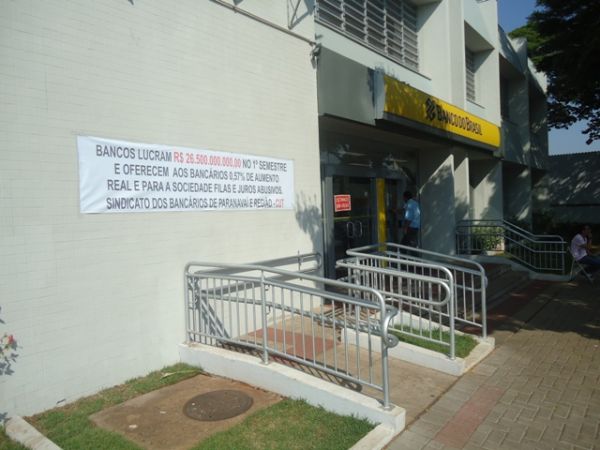 BANCOS LUCRAM R$ 26.500.000.000,00 NO 1º SEMESTRE
E OFERECEM AOS BANCÁRIOS 0,57% DE AUMENTO
REAL E PARA A SOCIEDADE FILAS E JUROS ABUSIVOS.
SINDICATO DOS BANCÁRIOS DE PARANAVAÍ E REGIÃO - CUT
BANCO DO BRASIL